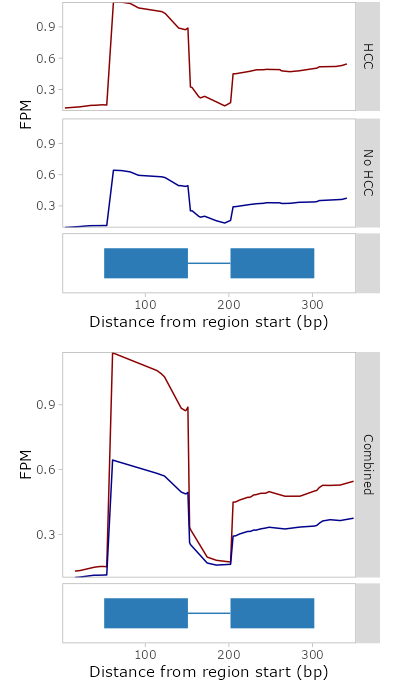 0.9
0.6
0.3
HCC
FPM
0.9
0.6
0.3
No HCC
100 200 300
Distance from region start (bp)
0.9
0.6
0.3
FPM
Combined
100 200 300
Distance from region start (bp)